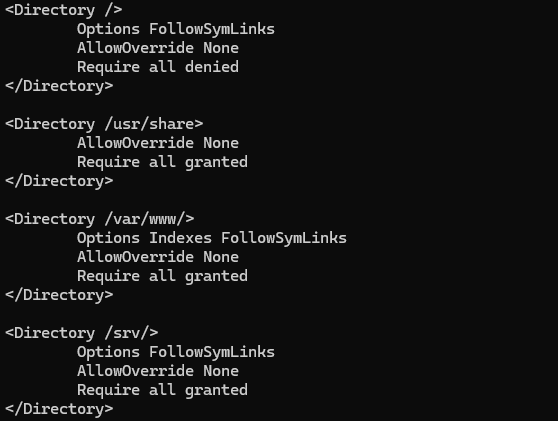 <Directory />
        Options FollowSymLinks
        AllowOverride None
        Require all denied
</Directory>

<Directory /usr/share>
        AllowOverride None
        Require all granted
</Directory>

<Directory /var/www/>
        Options Indexes FollowSymLinks
        AllowOverride None
        Require all granted
</Directory>

<Directory /srv/>
        Options FollowSymLinks
        AllowOverride None
        Require all granted
</Directory>